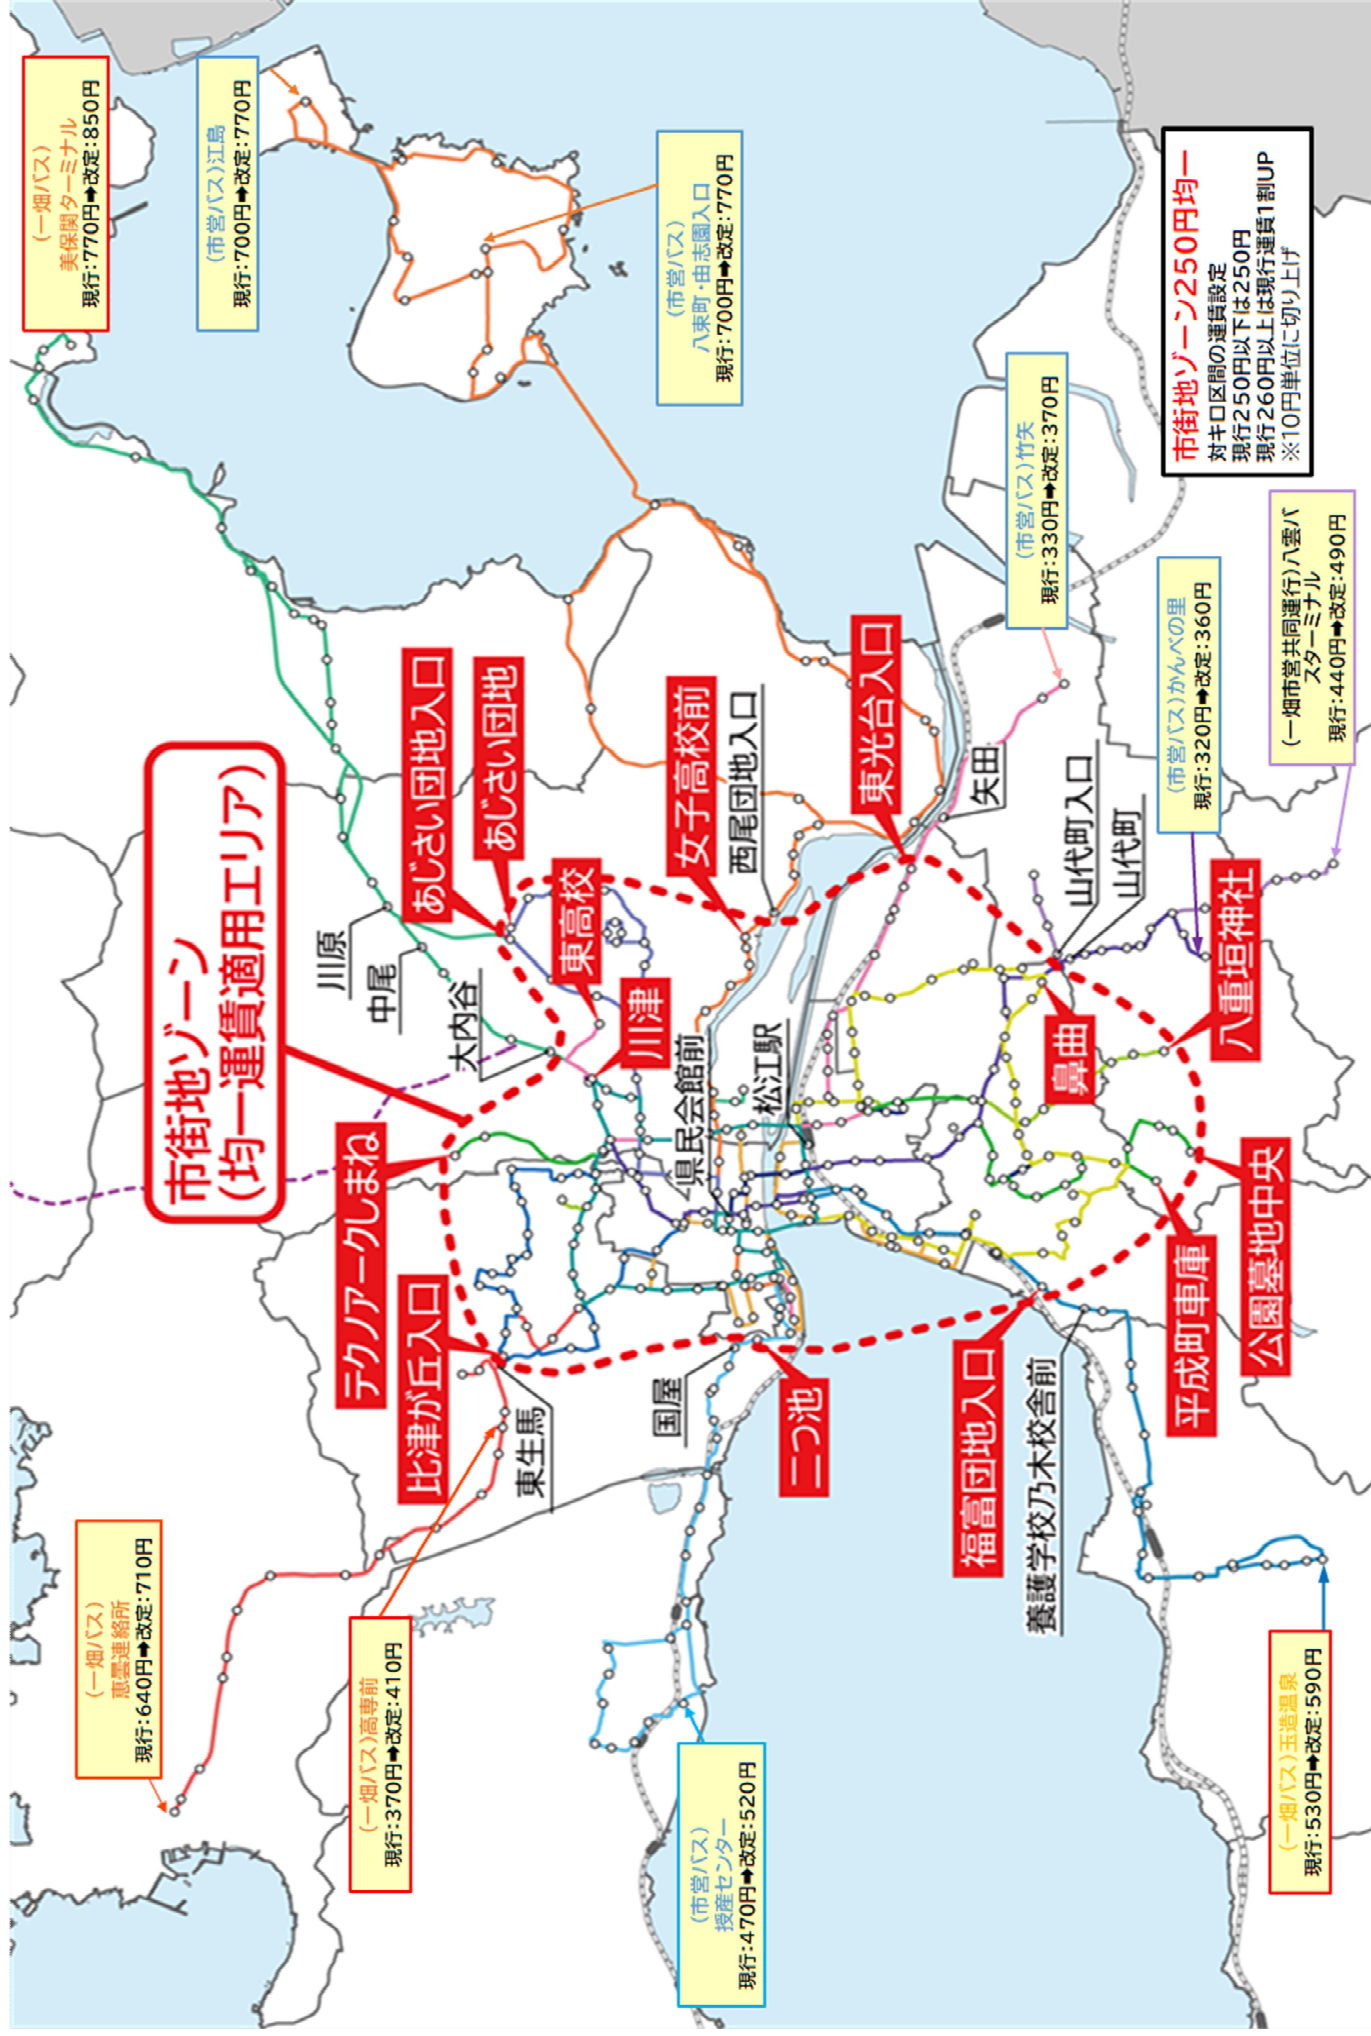 (一畑バス)
恵曇連絡所
現行:640円➡改定:710円
(一畑バス)高専前
現行:370円➡改定:410円
(市営バス)
授産センター
現行:470円➡改定:520円
(一畑バス)玉造温泉
現行:530円➡改定:590円
市街地ゾーン
(均一運賃適用エリア)
テクノアークしまね
比津が丘入口
東生馬
国屋
二つ池
福富団地入口
養護学校乃木校舎前
平成町車庫
公園墓地中央
川原
中尾
大内谷
あじさい団地入口
あじさい団地
東高校
川津
県民会館前
松江駅
女子高校前
西尾団地入口
東光台入口
矢田
山代町入口
山代町
鼻曲
八重垣神社
(一畑バス)
美保関ターミナル
現行:770円➡改定:850円
(市営バス)江島
現行:700円➡改定:770円
(市営バス)
八束町・由志園入口
現行:700円➡改定:770円
(市営バス)竹矢
現行:330円➡改定:370円
(市営バス)かんべの里
現行:320円➡改定:360円
(一畑市営共同運行)八雲バ
スターミナル
現行:440円➡改定:490円
市街地ゾーン250円均一
対キロ区間の運賃設定
現行250円以下は250円
現行260円以上は現行運賃1割UP
※10円単位に切り上げ